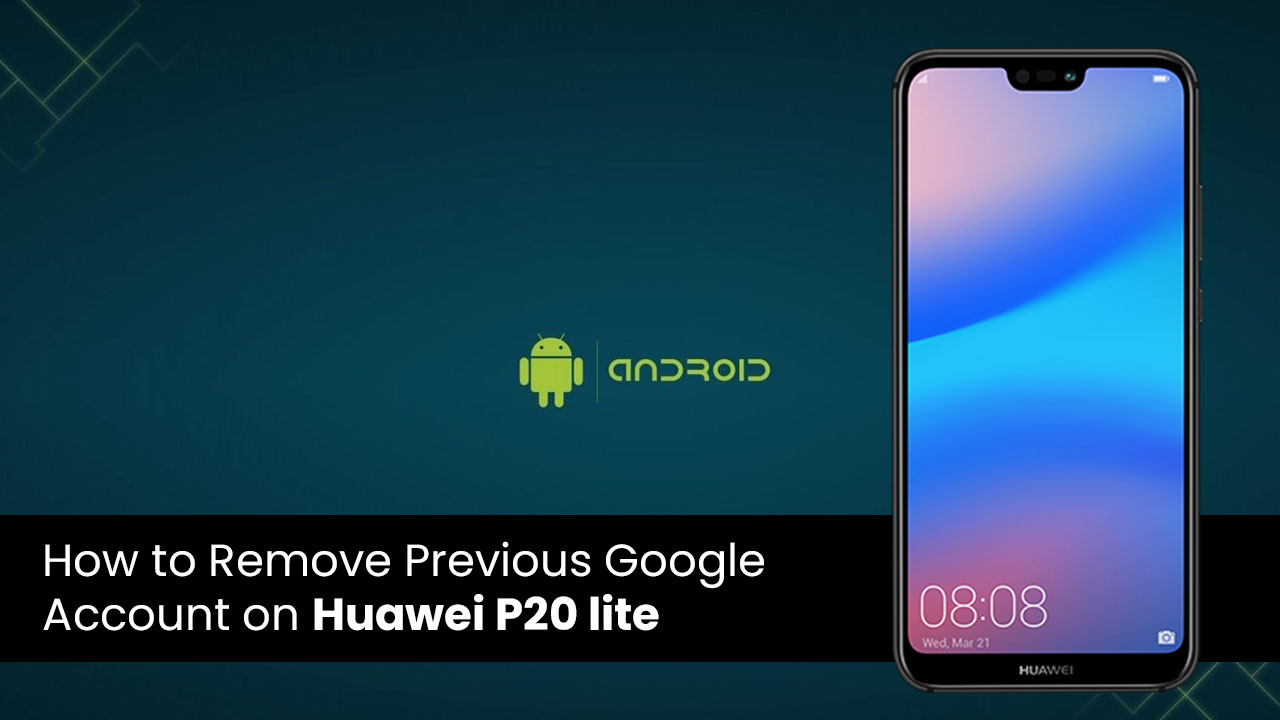 ANDROID
How to Remove Previous Google
Account on Huawei P20 lite
08:08
Wed, Mar 21
HUAWEI